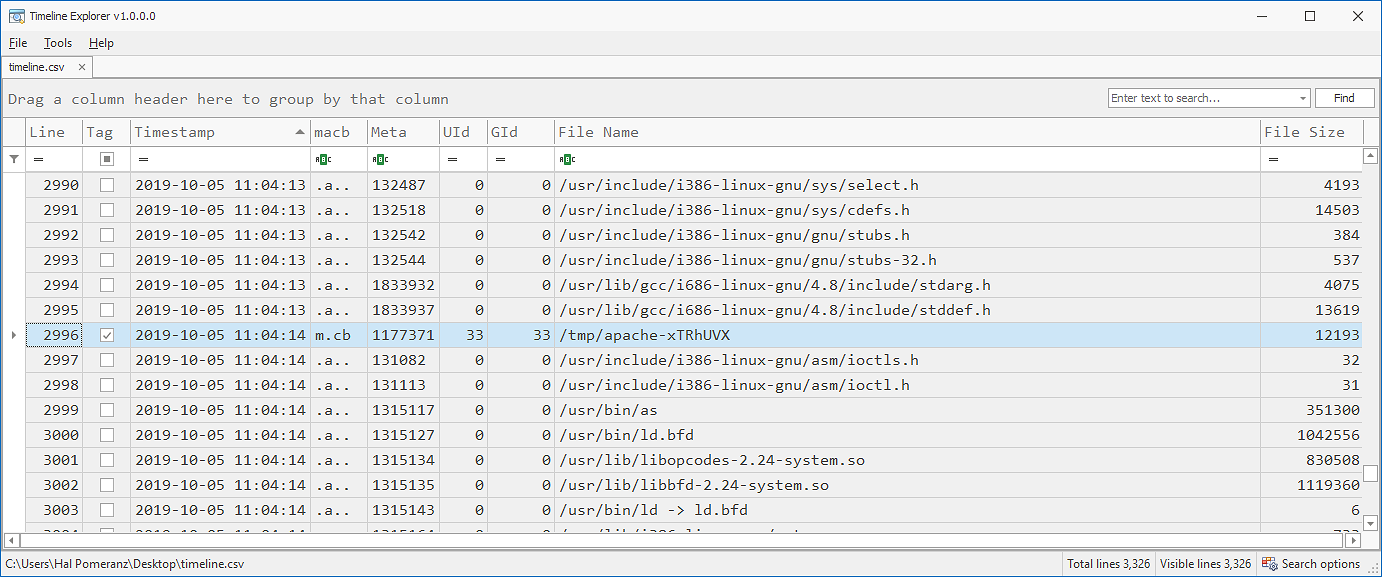 Timeline Explorer v1.0.0.0
File Tools Help
timeline.csv ×
Drag a column header here to group by that column
Enter text to search... Find
Line Tag Timestamp macb Meta UId GId File Name File Size
= = ABC ABC = = ABC =
2990 2019-10-05 11:04:13 .a.. 132487 0 0 /usr/include/i386-linux-gnu/sys/select.h 4193
2991 2019-10-05 11:04:13 .a.. 132518 0 0 /usr/include/i386-linux-gnu/sys/cdefs.h 14503
2992 2019-10-05 11:04:13 .a.. 132542 0 0 /usr/include/i386-linux-gnu/gnu/stubs.h 384
2993 2019-10-05 11:04:13 .a.. 132544 0 0 /usr/include/i386-linux-gnu/gnu/stubs-32.h 537
2994 2019-10-05 11:04:13 .a.. 1833932 0 0 /usr/lib/gcc/i686-linux-gnu/4.8/include/stdarg.h 4075
2995 2019-10-05 11:04:13 .a.. 1833937 0 0 /usr/lib/gcc/i686-linux-gnu/4.8/include/stddef.h 13619
2996 2019-10-05 11:04:14 m.cb 1177371 33 33 /tmp/apache-xTRhUVX 12193
2997 2019-10-05 11:04:14 .a.. 131082 0 0 /usr/include/i386-linux-gnu/asm/ioctls.h 32
2998 2019-10-05 11:04:14 .a.. 131113 0 0 /usr/include/i386-linux-gnu/asm/ioctl.h 31
2999 2019-10-05 11:04:14 .a.. 1315117 0 0 /usr/bin/as 351300
3000 2019-10-05 11:04:14 .a.. 1315127 0 0 /usr/bin/ld.bfd 1042556
3001 2019-10-05 11:04:14 .a.. 1315134 0 0 /usr/lib/libopcodes-2.24-system.so 830508
3002 2019-10-05 11:04:14 .a.. 1315135 0 0 /usr/lib/libbfd-2.24-system.so 1119360
3003 2019-10-05 11:04:14 .a.. 1315143 0 0 /usr/bin/ld -> ld.bfd 6
C:\Users\Hal Pomeranz\Desktop\timeline.csv Total lines 3,326 Visible lines 3,326 Search options